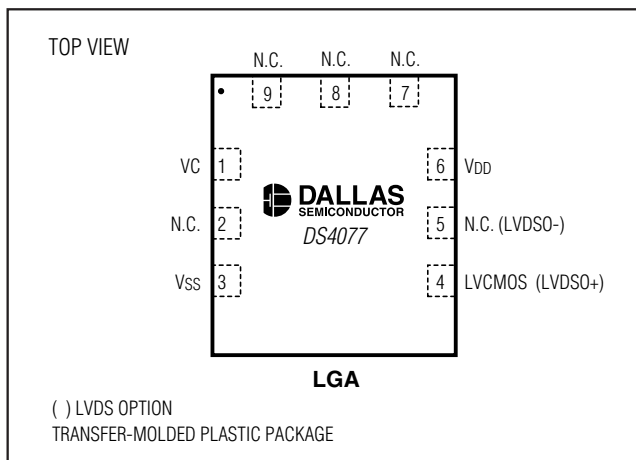 TOP VIEW
N.C. N.C. N.C.
9 8 7
VC 1 6 VDD
DALLAS
SEMICONDUCTOR
N.C. 2 5 N.C. (LVDSO-)
DS4077
VSS 3 4 LVCMOS (LVDSO+)
LGA
( ) LVDS OPTION
TRANSFER-MOLDED PLASTIC PACKAGE